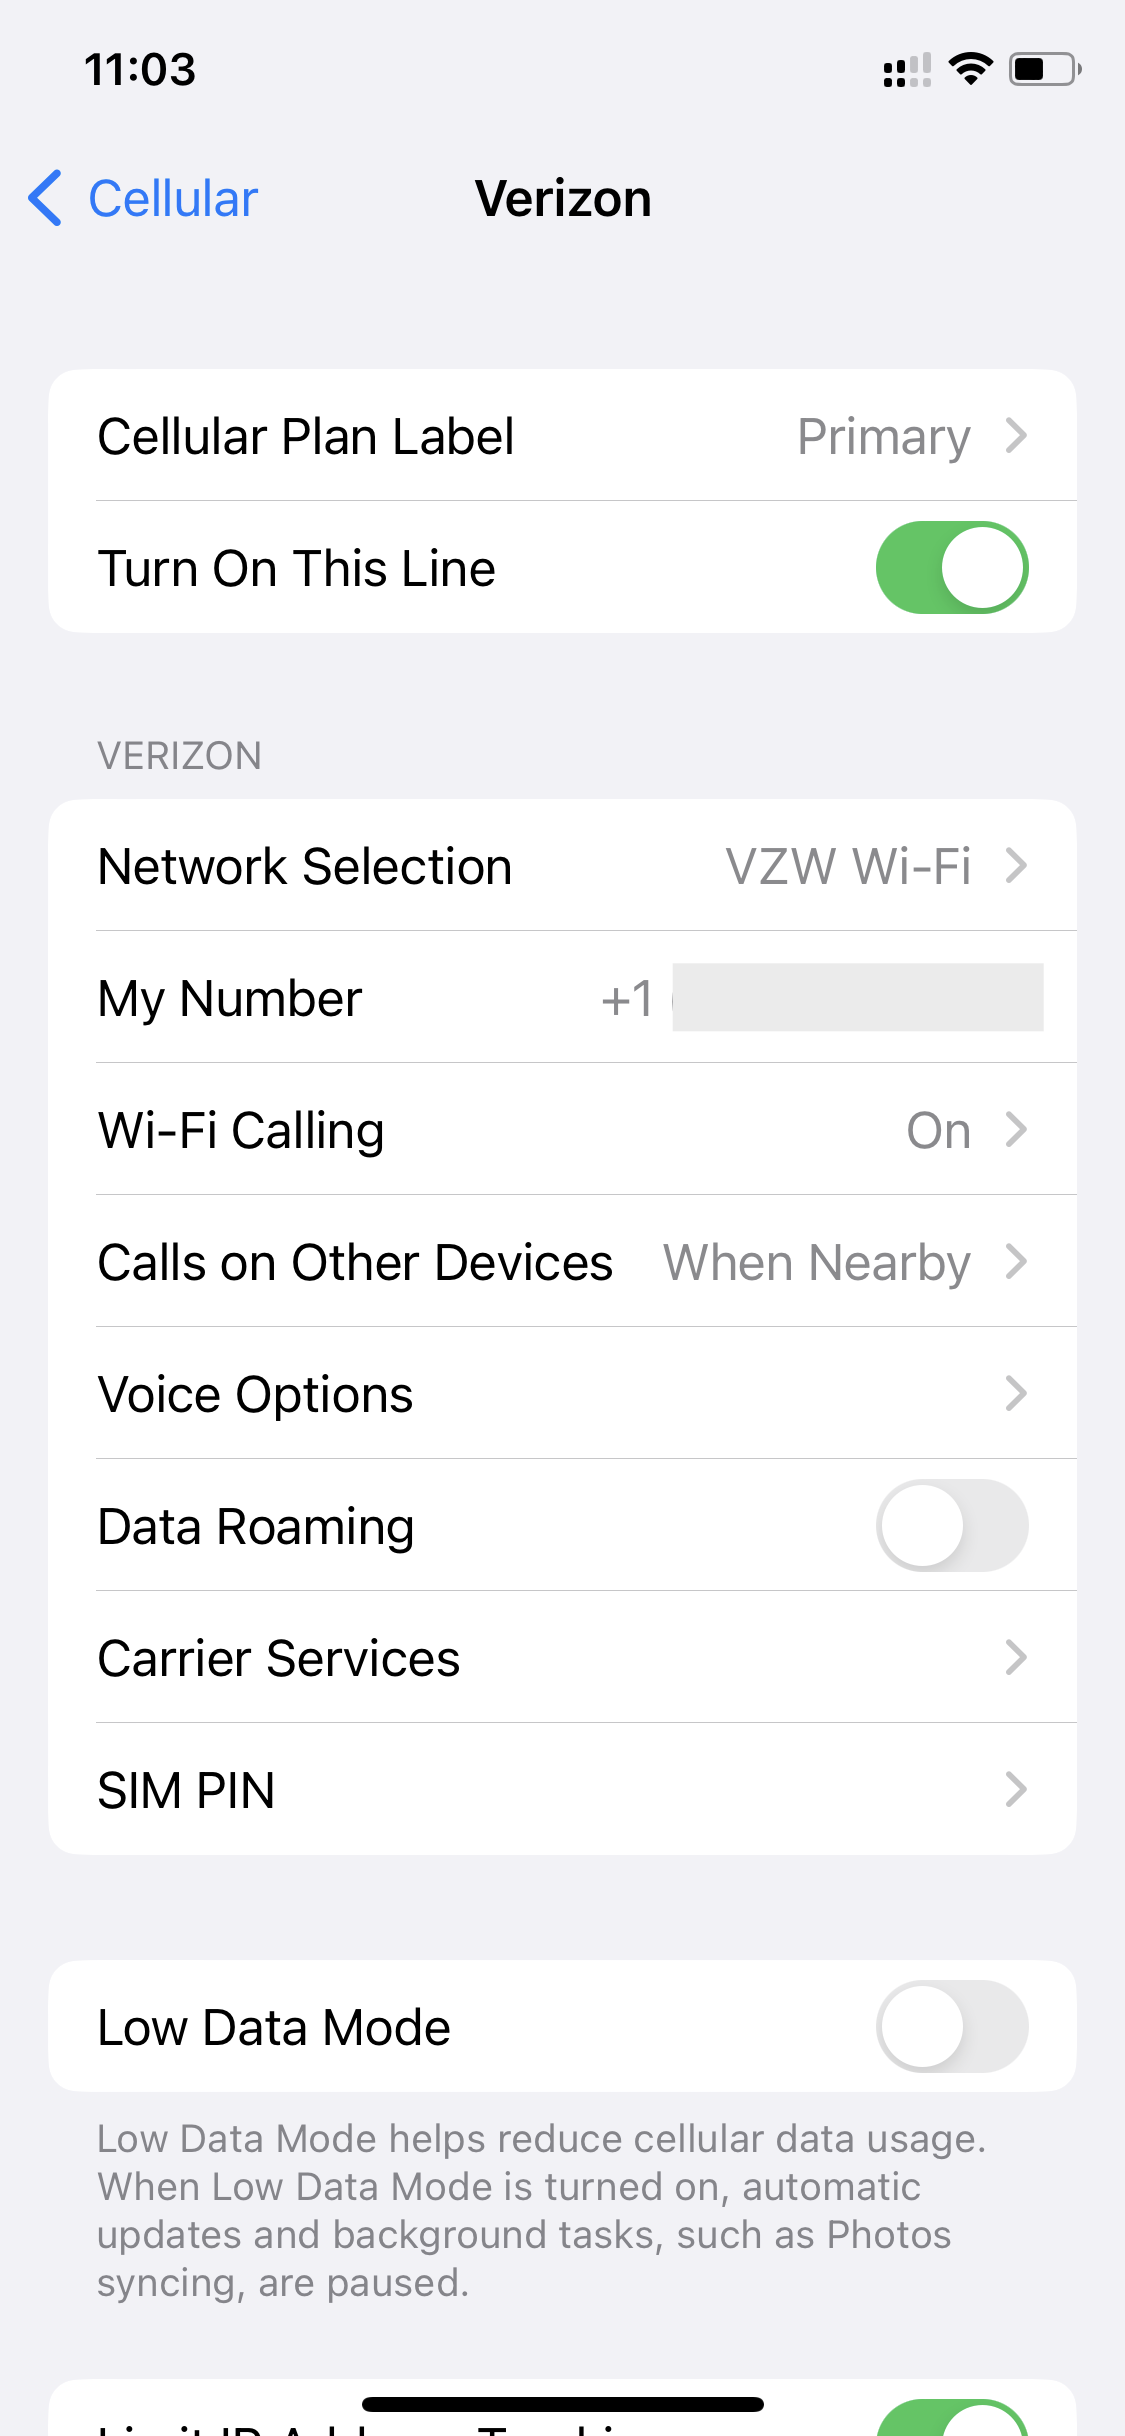 11:03
Cellular Verizon
Cellular Plan Label Primary
Turn On This Line
VERIZON
Network Selection VZW Wi-Fi
My Number +1
Wi-Fi Calling On
Calls on Other Devices When Nearby
Voice Options
Data Roaming
Carrier Services
SIM PIN
Low Data Mode
Low Data Mode helps reduce cellular data usage.
When Low Data Mode is turned on, automatic
updates and background tasks, such as Photos
syncing, are paused.